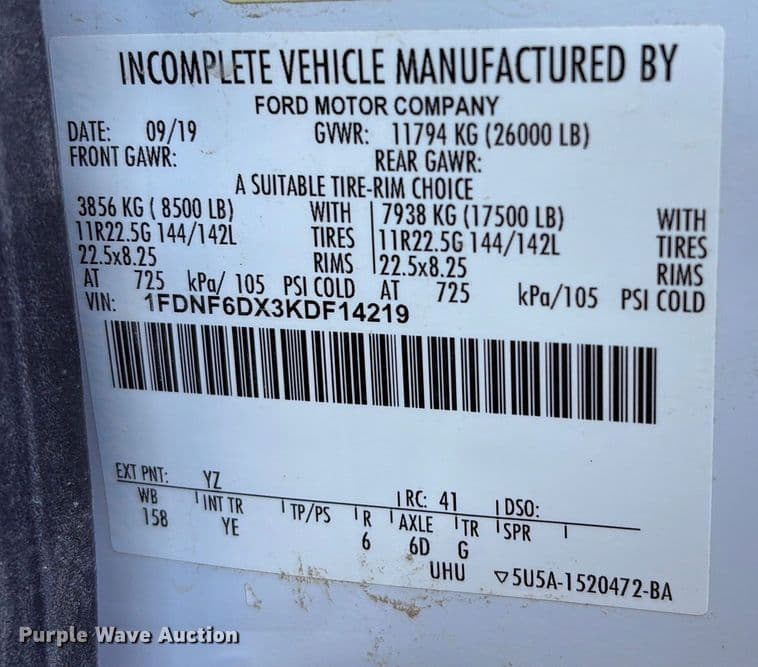 INCOMPLETE VEHICLE MANUFACTURED BY
FORD MOTOR COMPANY
DATE: 09/19 GVWR: 11794 KG (26000 LB)
FRONT GAWR: REAR GAWR:
A SUITABLE TIRE-RIM CHOICE
3856 KG ( 8500 LB) WITH 7938 KG (17500 LB) WITH
11R22.5G 144/142L TIRES 11R22.5G 144/142L TIRES
22.5x8.25 RIMS 22.5x8.25 RIMS
AT 725 kPa/ 105 PSI COLD AT 725 kPa/105 PSI COLD
VIN: 1FDNF6DX3KDF14219
EXT PNT: YZ RC: 41 DSO:
WB INT TR TP/PS R AXLE TR SPR
158 YE 6 6D G
UHU ▽5U5A-1520472-BA
Purple Wave Auction